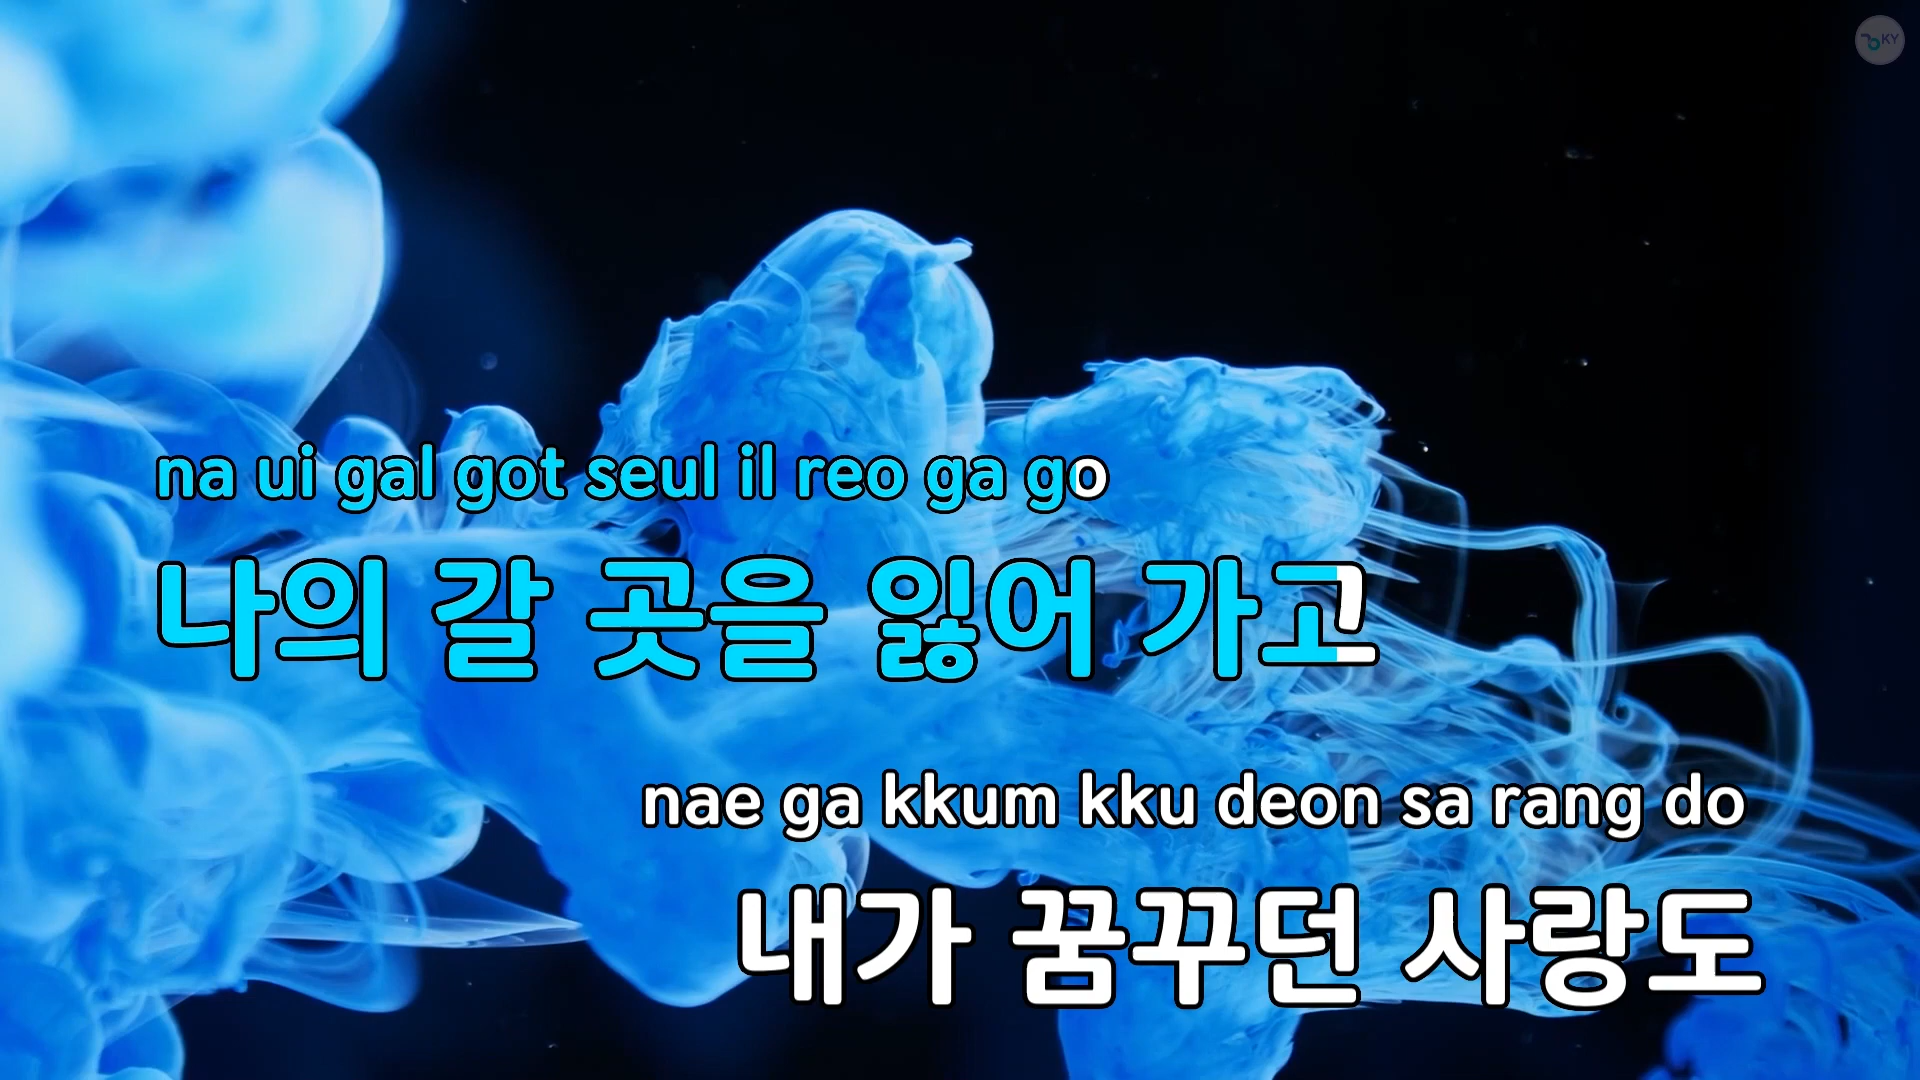 KY
na ui gal got seul il reo ga go
나의 갈 곳을 잃어 가고
nae ga kkum kku deon sa rang do
내가 꿈꾸던 사랑도